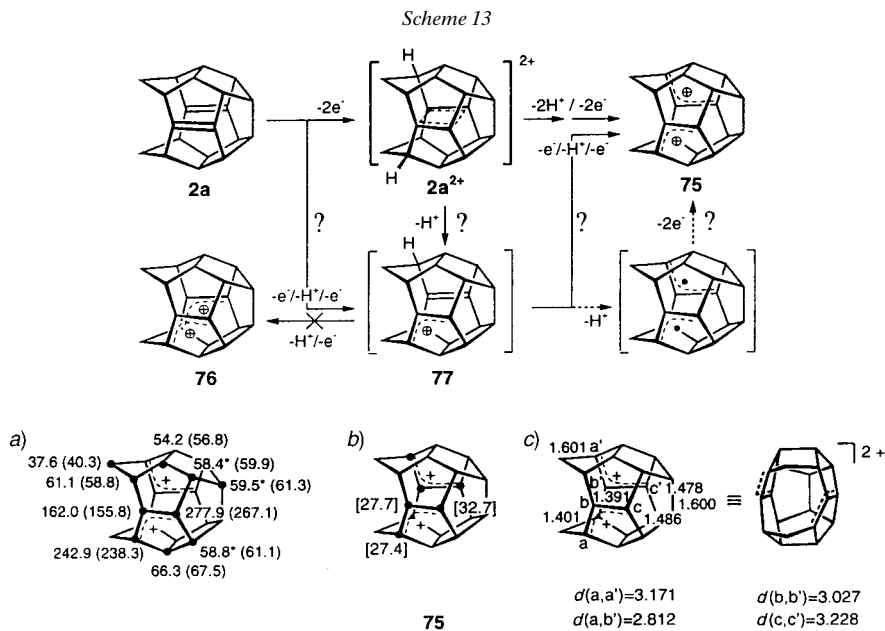 Scheme 13
H
2+
-2e-
-2H+ / -2e-
-e-/-H+/-e-
2a
H
2a2+
75
?
-H+
?
?
-2e-
?
H
-e-/-H+/-e-
-H+/-e-
-H+
76
77
a)
b)
c)
54.2 (56.8)
37.6 (40.3)
58.4* (59.9)
61.1 (58.8)
59.5* (61.3)
162.0 (155.8)
277.9 (267.1)
242.9 (238.3)
58.8* (61.1)
66.3 (67.5)
[27.7]
[32.7]
[27.4]
75
1.601 a'
b'
1.391
c'
1.478
b
1.600
1.401
c
1.486
a
≡
2 +
d(a,a')=3.171
d(b,b')=3.027
d(a,b')=2.812
d(c,c')=3.228